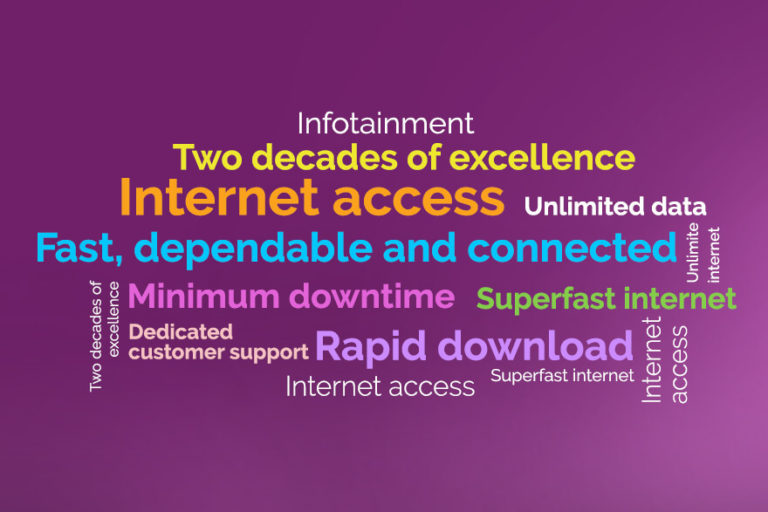 Infotainment
Two decades of excellence
Internet access
Unlimited data
Fast, dependable and connected
Unlimite
internet
Two decades of
excellence
Minimum downtime
Superfast internet
Dedicated
customer support
Rapid download
Internet
access
Internet access
Superfast internet